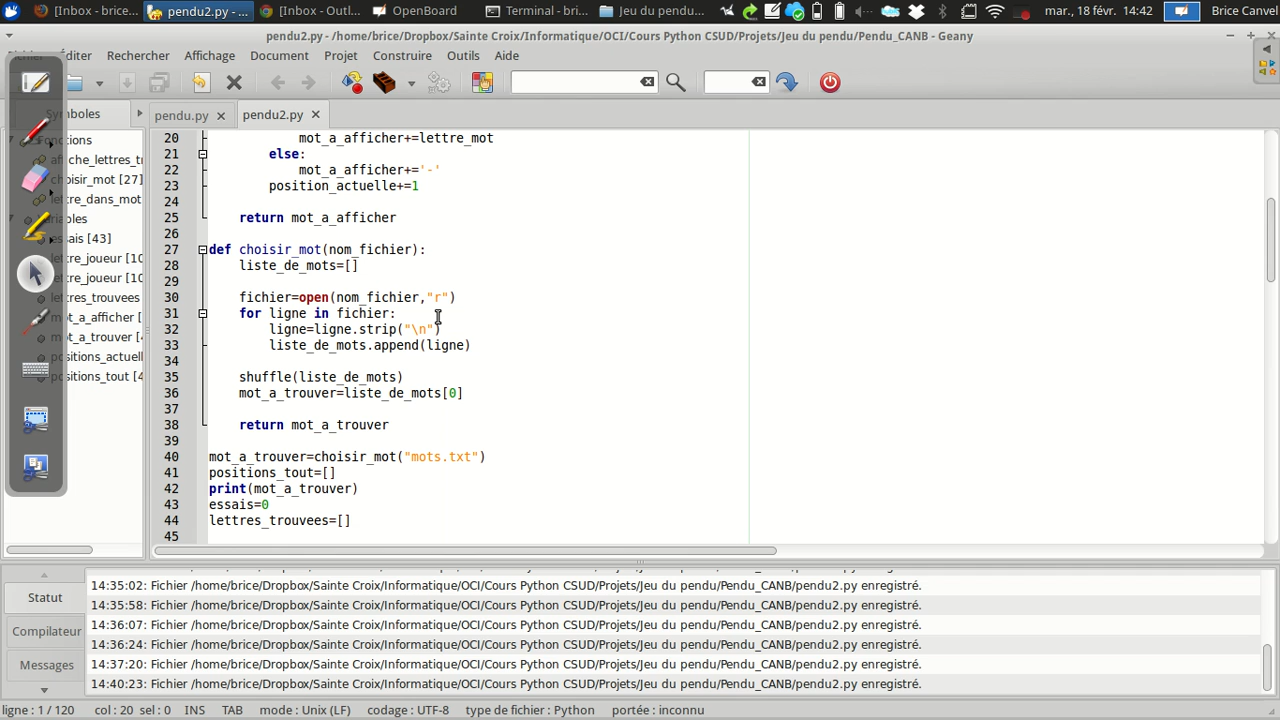 [Inbox - brice...
pendu2.py - ...
[Inbox - Outl...
OpenBoard
Terminal - bri...
Jeu du pendu...
mar., 18 févr. 14:42
Brice Canvel
pendu2.py - /home/brice/Dropbox/Sainte Croix/Informatique/OCI/Cours Python CSUD/Projets/Jeu du pendu/Pendu_CANB - Geany
Rechercher Affichage Document Projet Construire Outils Aide
Symboles
pendu.py
pendu2.py
choisir_mot [27]
essais [43]
20 mot_a_afficher+=lettre_mot
21 else:
22 mot_a_afficher+='-'
23 position_actuelle+=1
24
25 return mot_a_afficher
26
27 def choisir_mot(nom_fichier):
28 liste_de_mots=[]
29
30 fichier=open(nom_fichier,"r")
31 for ligne in fichier:
32 ligne=ligne.strip("\n")
33 liste_de_mots.append(ligne)
34
35 shuffle(liste_de_mots)
36 mot_a_trouver=liste_de_mots[0]
37
38 return mot_a_trouver
39
40 mot_a_trouver=choisir_mot("mots.txt")
41 positions_tout=[]
42 print(mot_a_trouver)
43 essais=0
44 lettres_trouvees=[]
45
Statut
Compilateur
Messages
14:35:02: Fichier /home/brice/Dropbox/Sainte Croix/Informatique/OCI/Cours Python CSUD/Projets/Jeu du pendu/Pendu_CANB/pendu2.py enregistré.
14:35:58: Fichier /home/brice/Dropbox/Sainte Croix/Informatique/OCI/Cours Python CSUD/Projets/Jeu du pendu/Pendu_CANB/pendu2.py enregistré.
14:36:07: Fichier /home/brice/Dropbox/Sainte Croix/Informatique/OCI/Cours Python CSUD/Projets/Jeu du pendu/Pendu_CANB/pendu2.py enregistré.
14:36:24: Fichier /home/brice/Dropbox/Sainte Croix/Informatique/OCI/Cours Python CSUD/Projets/Jeu du pendu/Pendu_CANB/pendu2.py enregistré.
14:37:20: Fichier /home/brice/Dropbox/Sainte Croix/Informatique/OCI/Cours Python CSUD/Projets/Jeu du pendu/Pendu_CANB/pendu2.py enregistré.
14:40:23: Fichier /home/brice/Dropbox/Sainte Croix/Informatique/OCI/Cours Python CSUD/Projets/Jeu du pendu/Pendu_CANB/pendu2.py enregistré.
ligne : 1 / 120 col : 20 sel : 0 INS TAB mode : Unix (LF) codage : UTF-8 type de fichier : Python portée : inconnu